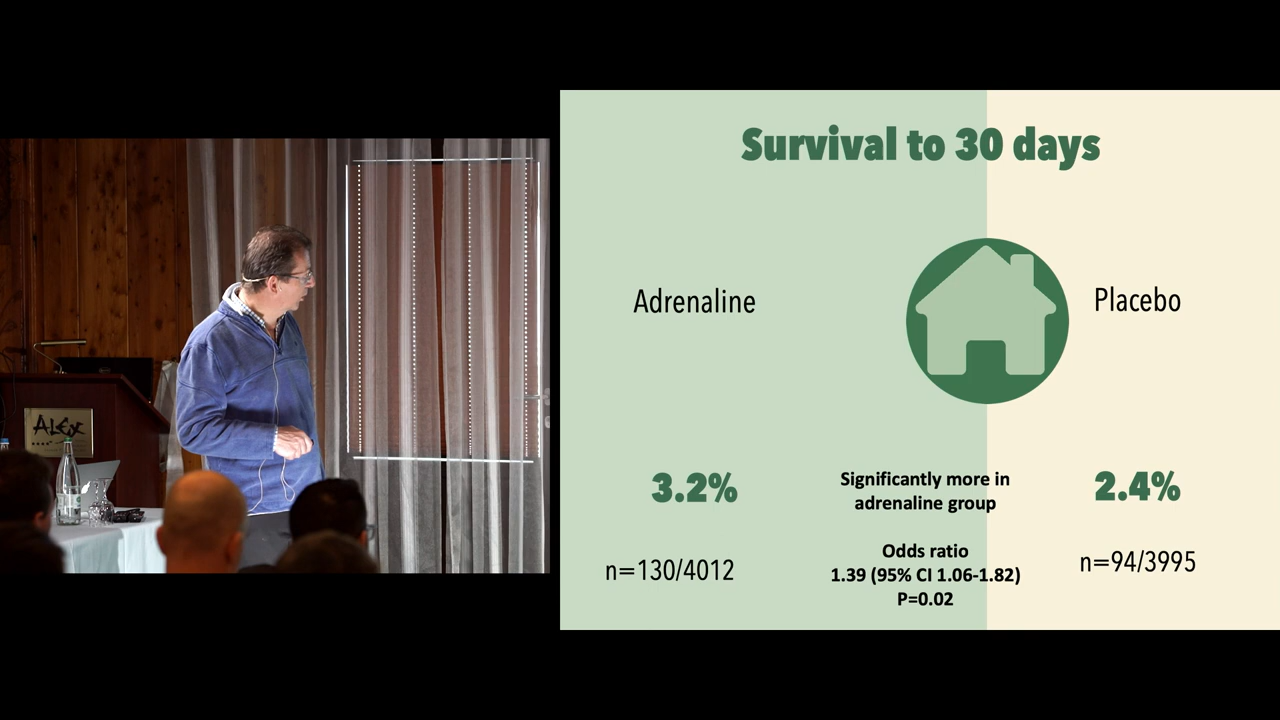 ALEX
Survival to 30 days
Adrenaline
Placebo
3.2%
Significantly more in
adrenaline group
2.4%
n=130/4012
Odds ratio
1.39 (95% CI 1.06-1.82)
P=0.02
n=94/3995